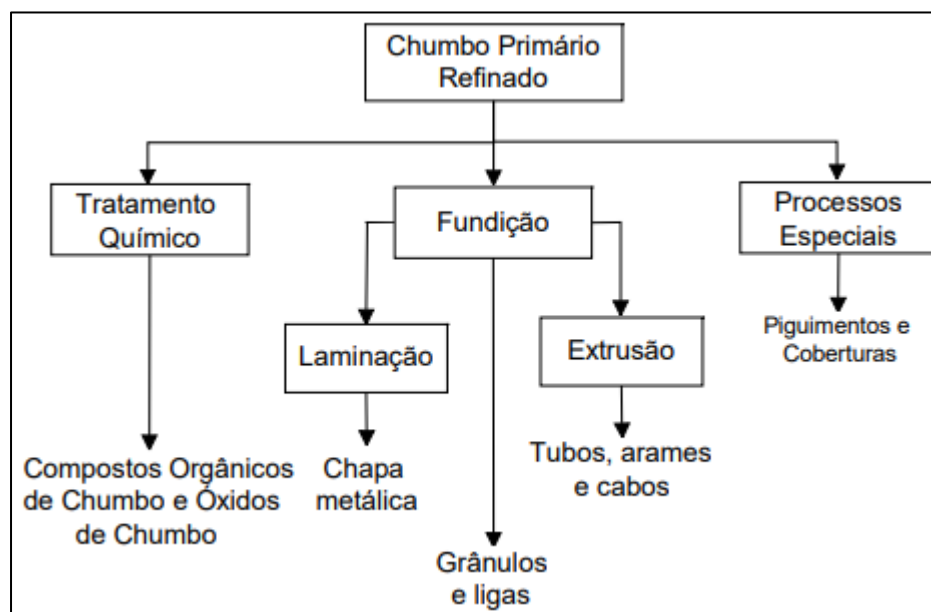 Chumbo Primário
Refinado
Tratamento
Químico
Fundição
Processos
Especiais
Laminação
Extrusão
Piguimentos e
Coberturas
Compostos Orgânicos
de Chumbo e Óxidos
de Chumbo
Chapa
metálica
Tubos, arames
e cabos
Grânulos
e ligas